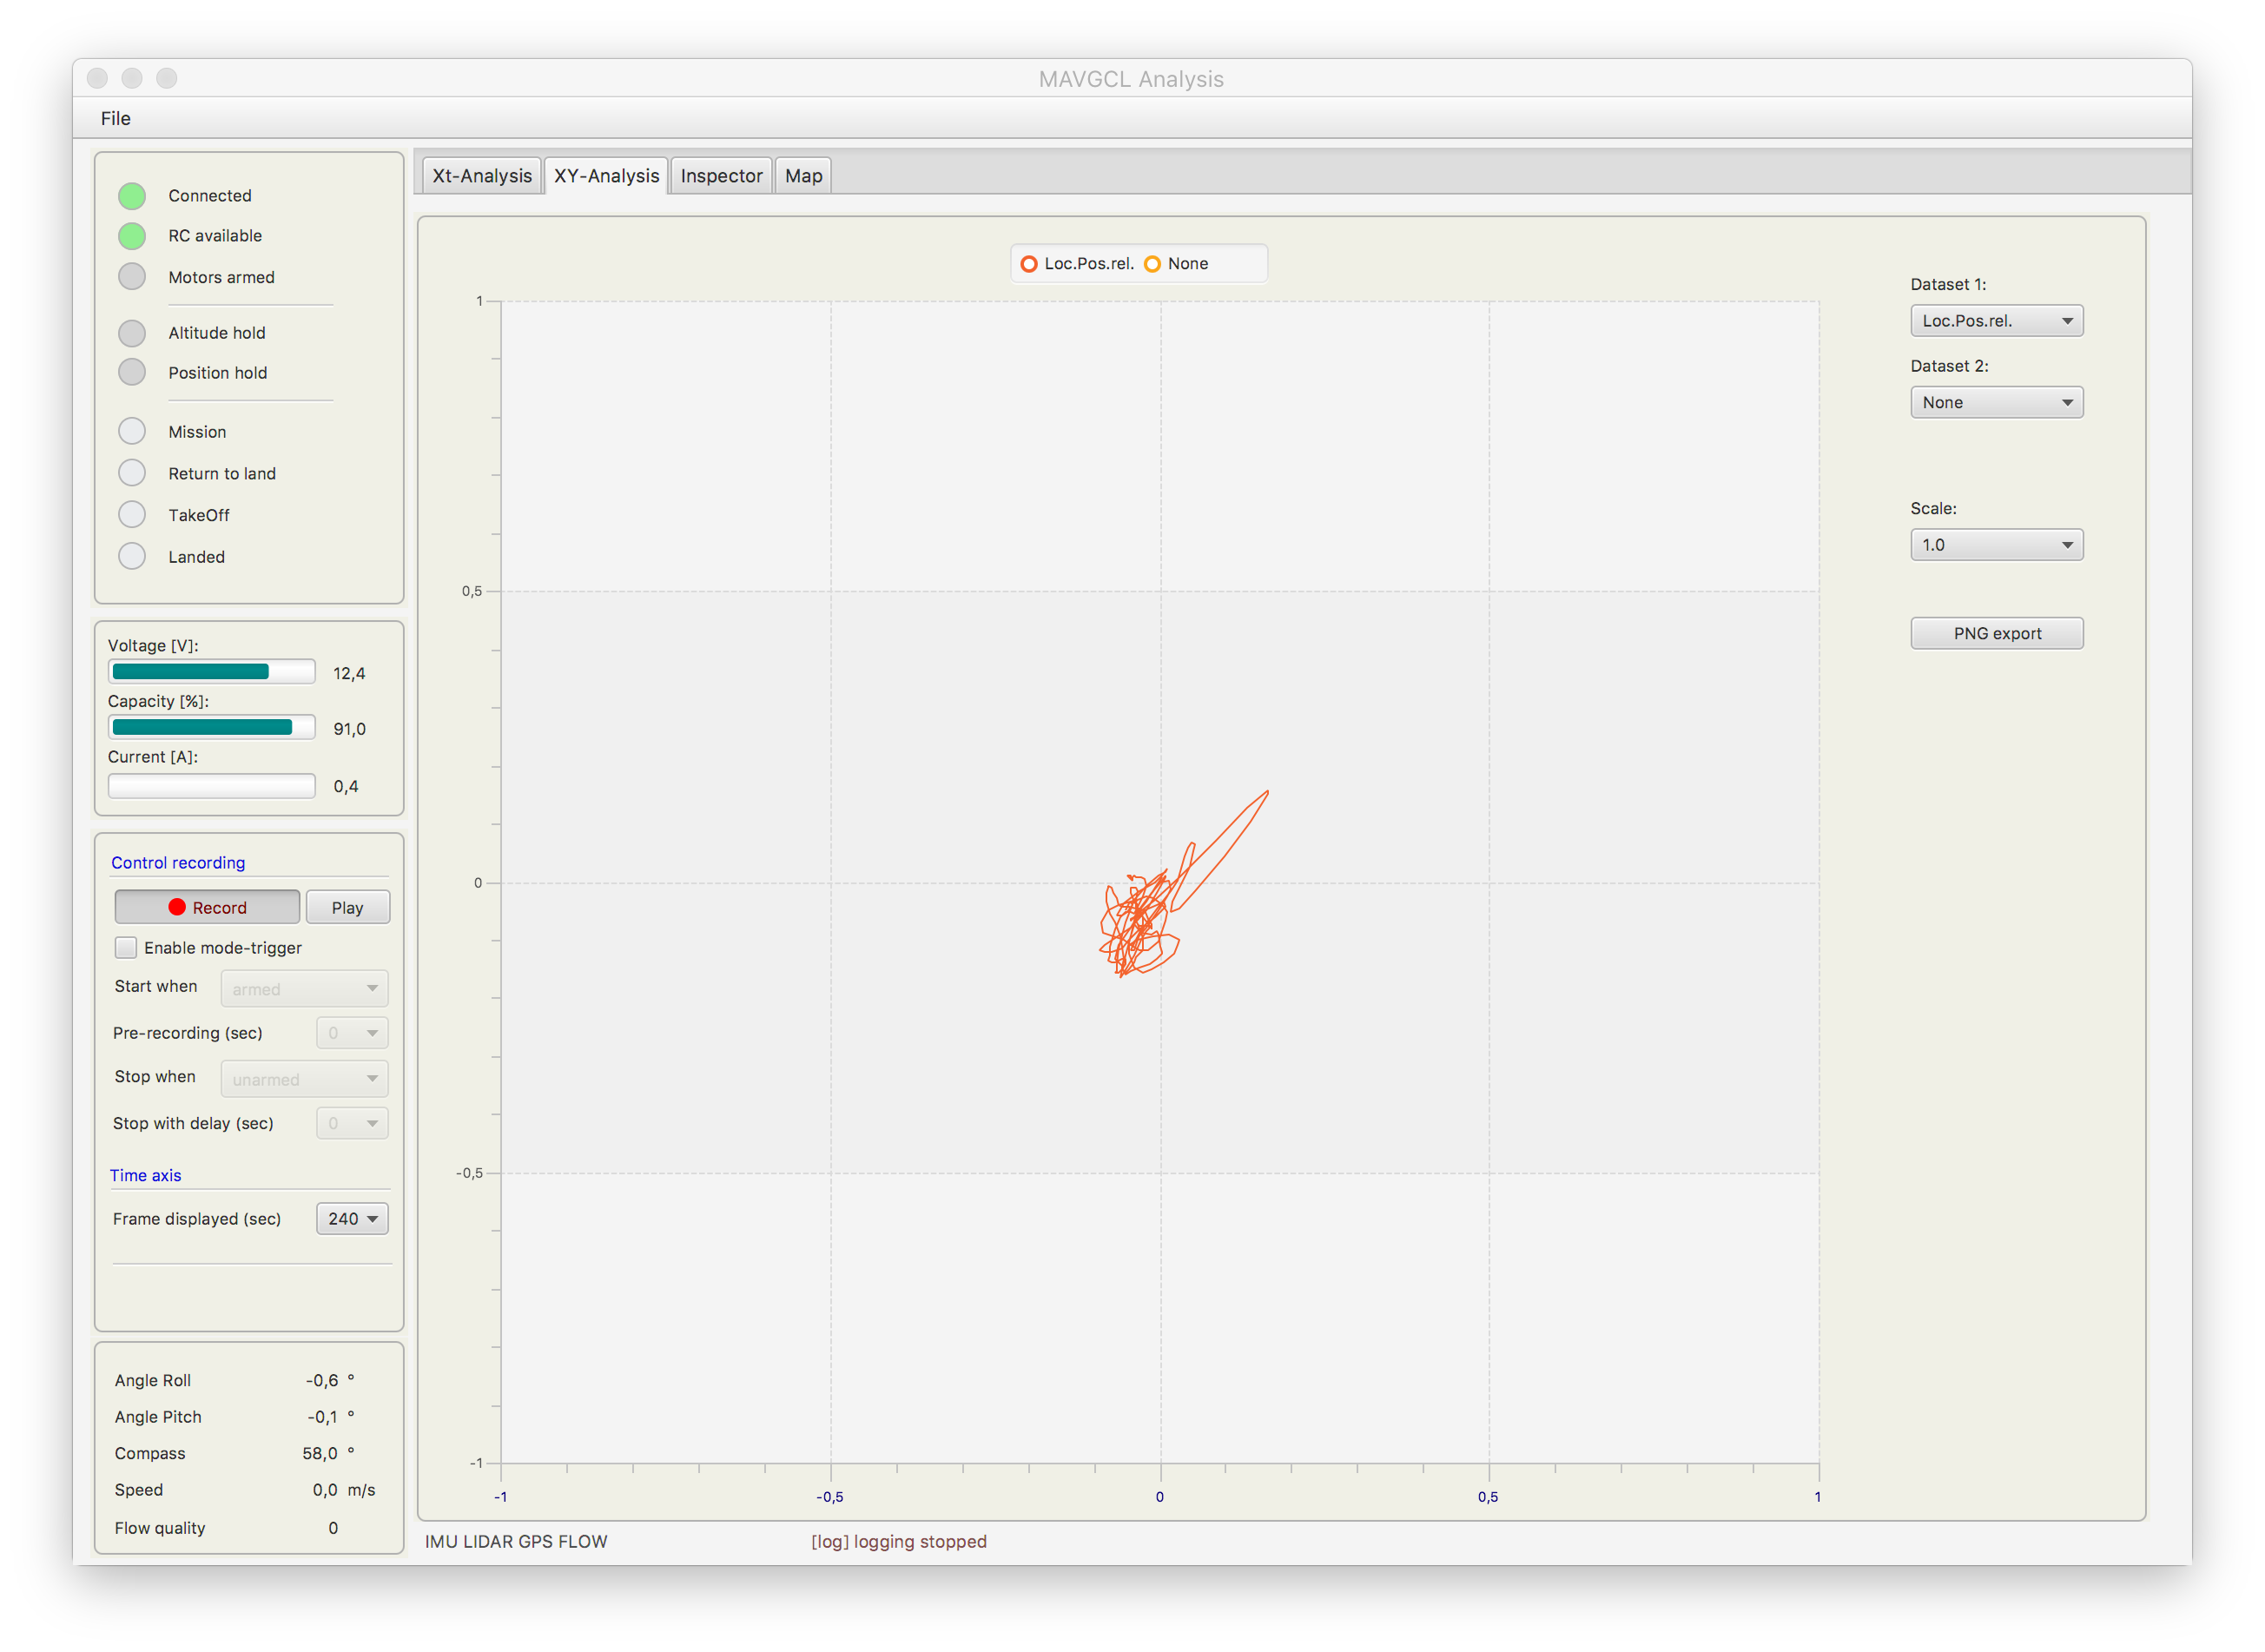 MAVGCL Analysis
File
Connected
RC available
Motors armed
Altitude hold
Position hold
Mission
Return to land
TakeOff
Landed
Voltage [V]:
12,4
Capacity [%]:
91,0
Current [A]:
0,4
Control recording
Record Play
Enable mode-trigger
Start when armed
Pre-recording (sec) 0
Stop when unarmed
Stop with delay (sec) 0
Time axis
Frame displayed (sec) 240
Angle Roll -0,6 °
Angle Pitch -0,1 °
Compass 58,0 °
Speed 0,0 m/s
Flow quality 0
Xt-Analysis XY-Analysis Inspector Map
Loc.Pos.rel. None
1
0,5
0
-0,5
-1
-1 -0,5 0 0,5 1
Dataset 1:
Loc.Pos.rel.
Dataset 2:
None
Scale:
1.0
PNG export
IMU LIDAR GPS FLOW [log] logging stopped